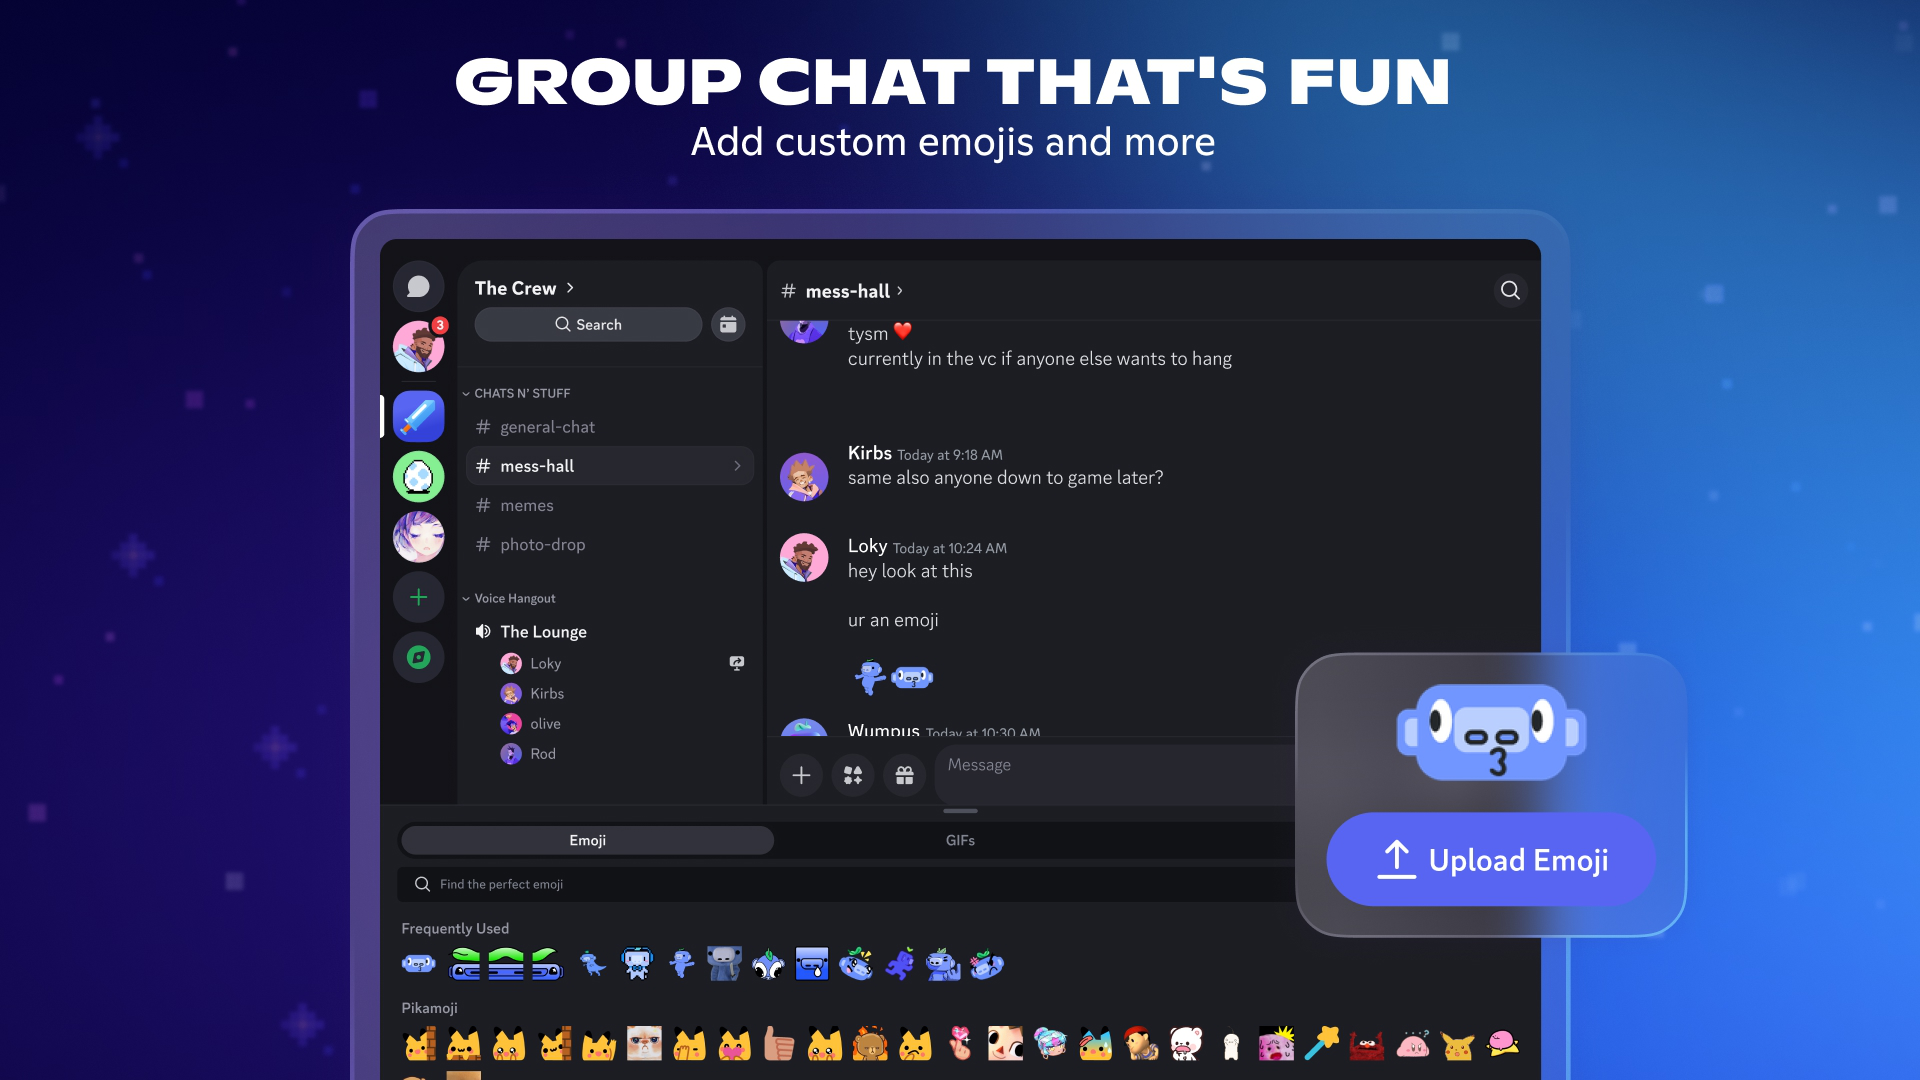 GROUP CHAT THAT'S FUN
Add custom emojis and more
The Crew
Search
3
CHATS N' STUFF
# general-chat
# mess-hall
# memes
# photo-drop
Voice Hangout
The Lounge
Loky
Kirbs
olive
Rod
# mess-hall
tysm ❤️
currently in the vc if anyone else wants to hang
Kirbs Today at 9:18 AM
same also anyone down to game later?
Loky Today at 10:24 AM
hey look at this
ur an emoji
Wumpus Today at 10:30 AM
Message
Upload Emoji
Emoji
GIFs
Find the perfect emoji
Frequently Used
Pikamoji